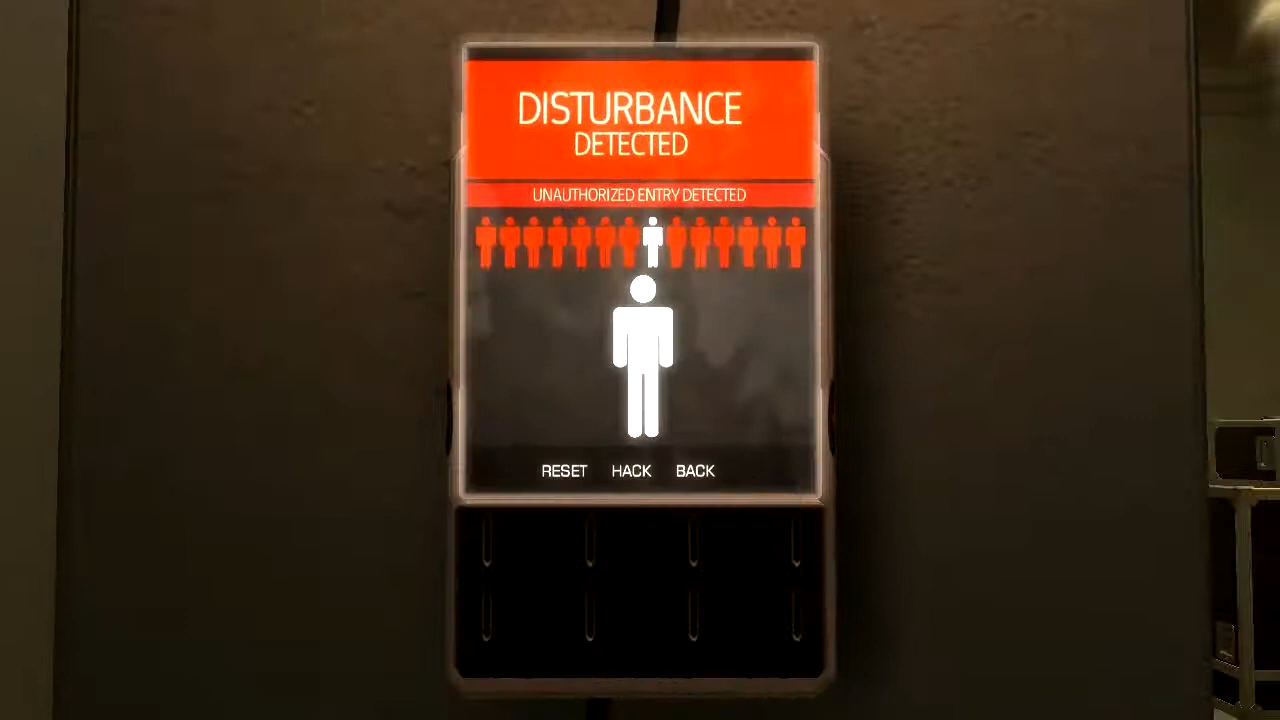 DISTURBANCE
DETECTED
UNAUTHORIZED ENTRY DETECTED
RESET HACK BACK